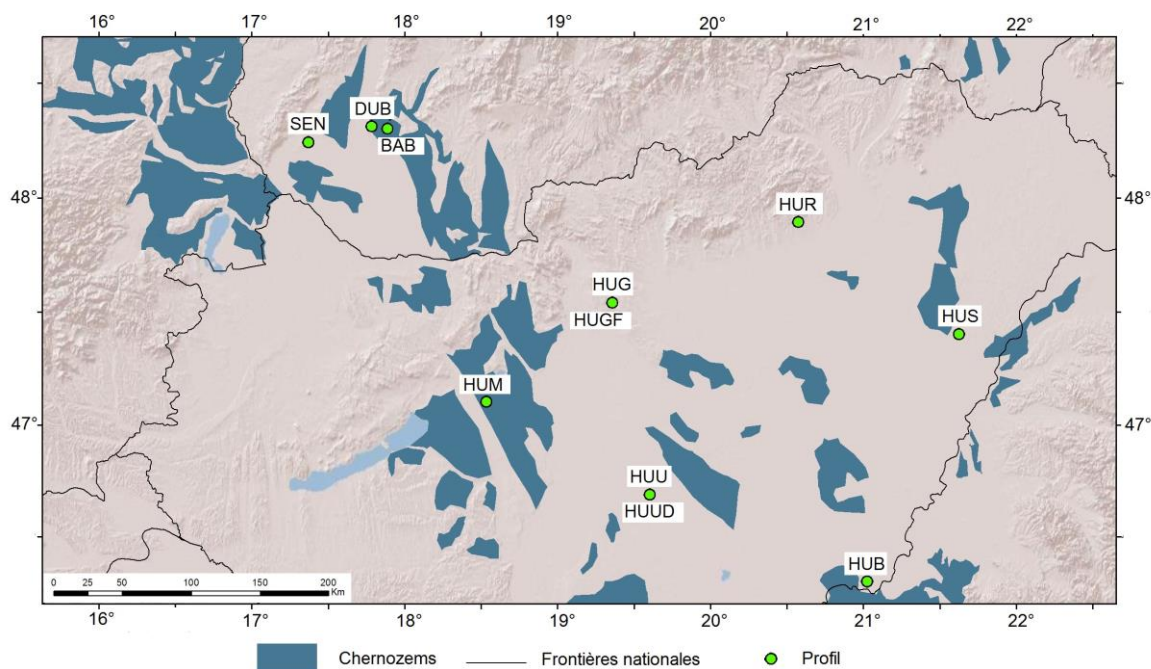 16° 17° 18° 19° 20° 21° 22°
SEN
DUB
BAB
48° 48°
HUR
HUG
HUGF
HUS
HUM
47° 47°
HUU
HUUD
HUB
0 25 50 100 150 200
Km
16° 17° 18° 19° 20° 21° 22°
Chernozems Frontières nationales Profil